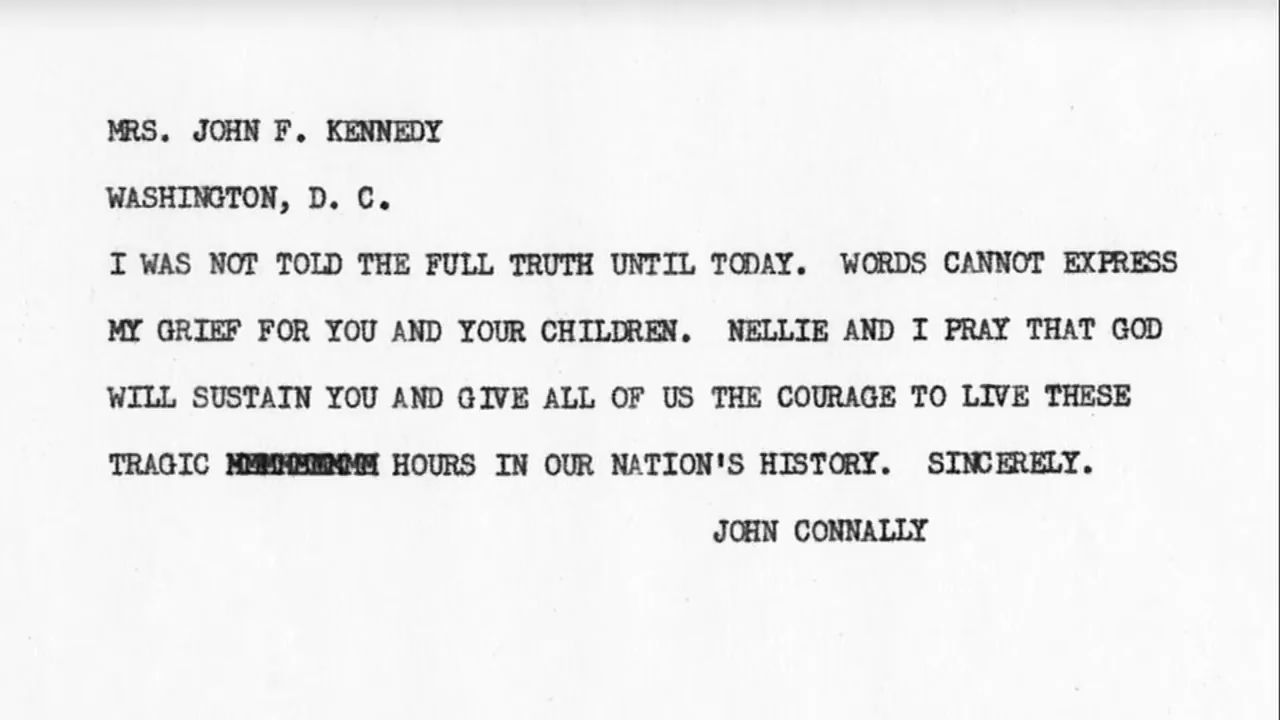 MRS. JOHN F. KENNEDY
WASHINGTON, D. C.
I WAS NOT TOLD THE FULL TRUTH UNTIL TODAY. WORDS CANNOT EXPRESS
MY GRIEF FOR YOU AND YOUR CHILDREN. NELLIE AND I PRAY THAT GOD
WILL SUSTAIN YOU AND GIVE ALL OF US THE COURAGE TO LIVE THESE
TRAGIC HOURS IN OUR NATION'S HISTORY. SINCERELY.
JOHN CONNALLY